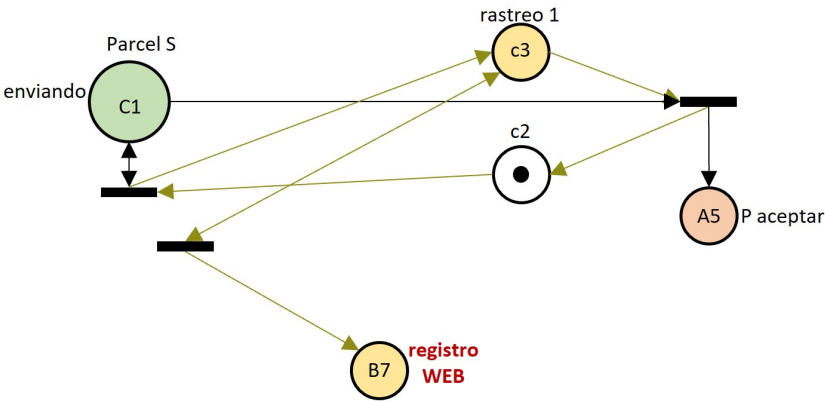 rastreo 1
Parcel S
c3
enviando
C1
c2
A5
P aceptar
registro
WEB
B7